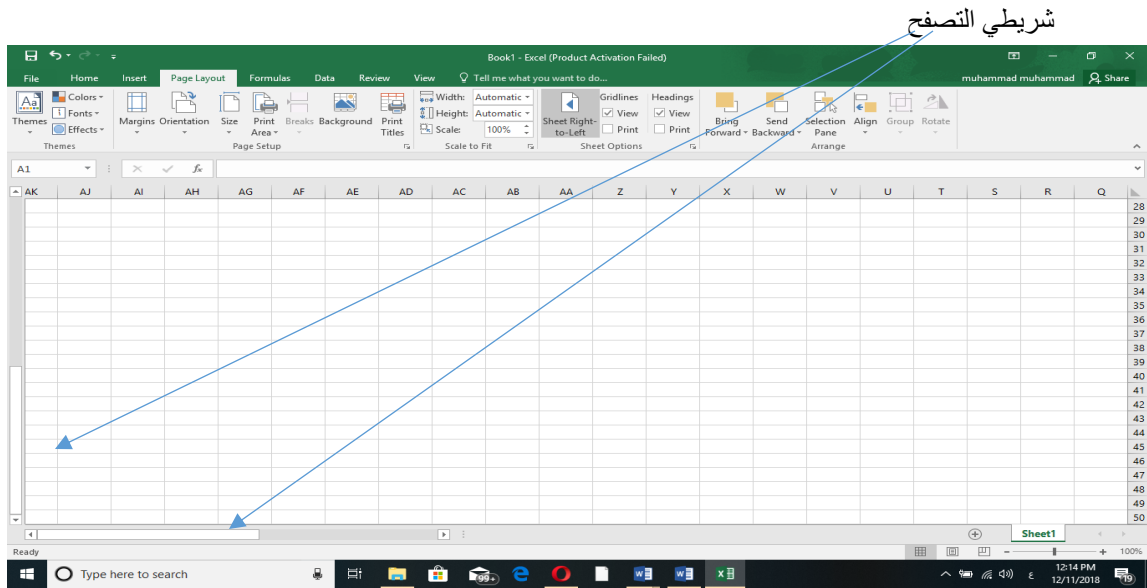 شريطي التصفح
Book1 - Excel (Product Activation Failed)
File Home Insert Page Layout Formulas Data Review View Tell me what you want to do... muhammad muhammad Share
Themes Colors Fonts Effects
Themes
Margins Orientation Size Print Area Breaks Background Print Titles
Page Setup
Width: Automatic
Height: Automatic
Scale: 100%
Scale to Fit
Sheet Right-to-Left
Gridlines Headings
View View
Print Print
Sheet Options
Bring Forward Send Backward Selection Pane Align Group Rotate
Arrange
A1 fx
AK AJ AI AH AG AF AE AD AC AB AA Z Y X W V U T S R Q
28
29
30
31
32
33
34
35
36
37
38
39
40
41
42
43
44
45
46
47
48
49
50
Sheet1
Ready 100%
Type here to search 99+ ع 12:14 PM
12/11/2018 19